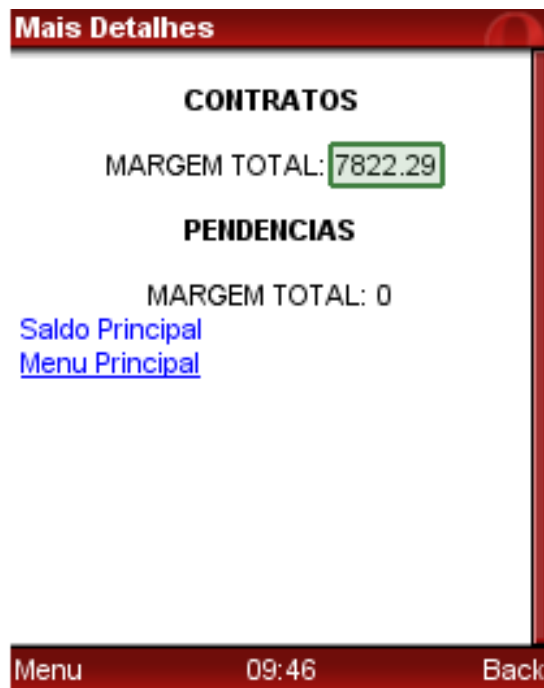 Mais Detalhes
CONTRATOS
MARGEM TOTAL: 7822.29
PENDENCIAS
MARGEM TOTAL: 0
Saldo Principal
Menu Principal
Menu 09:46 Back